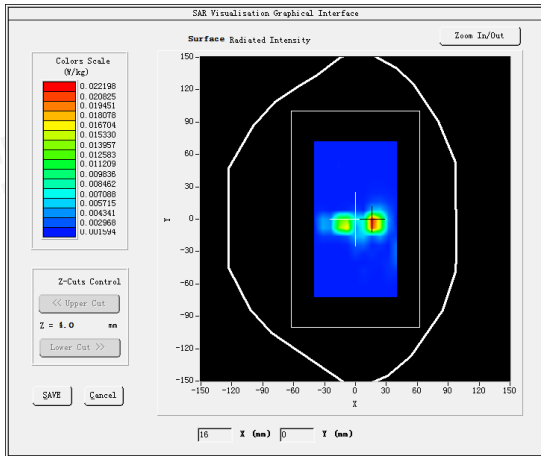 SAR Visualisation Graphical Interface
Surface Radiated Intensity
Zoom In/Out
Colors Scale
(W/kg)
0.022198
0.020825
0.019451
0.018078
0.016704
0.015330
0.013957
0.012583
0.011209
0.009836
0.008462
0.007088
0.005715
0.004341
0.002968
0.001594
150
120
90
60
30
0
-30
-60
-90
-120
-150
Y
-150 -120 -90 -60 -30 0 30 60 90 120 150
X
Z-Cuts Control
<< Upper Cut
Z = 4.0 mm
Lower Cut >>
SAVE Cancel
16 X (mm) 0 Y (mm)